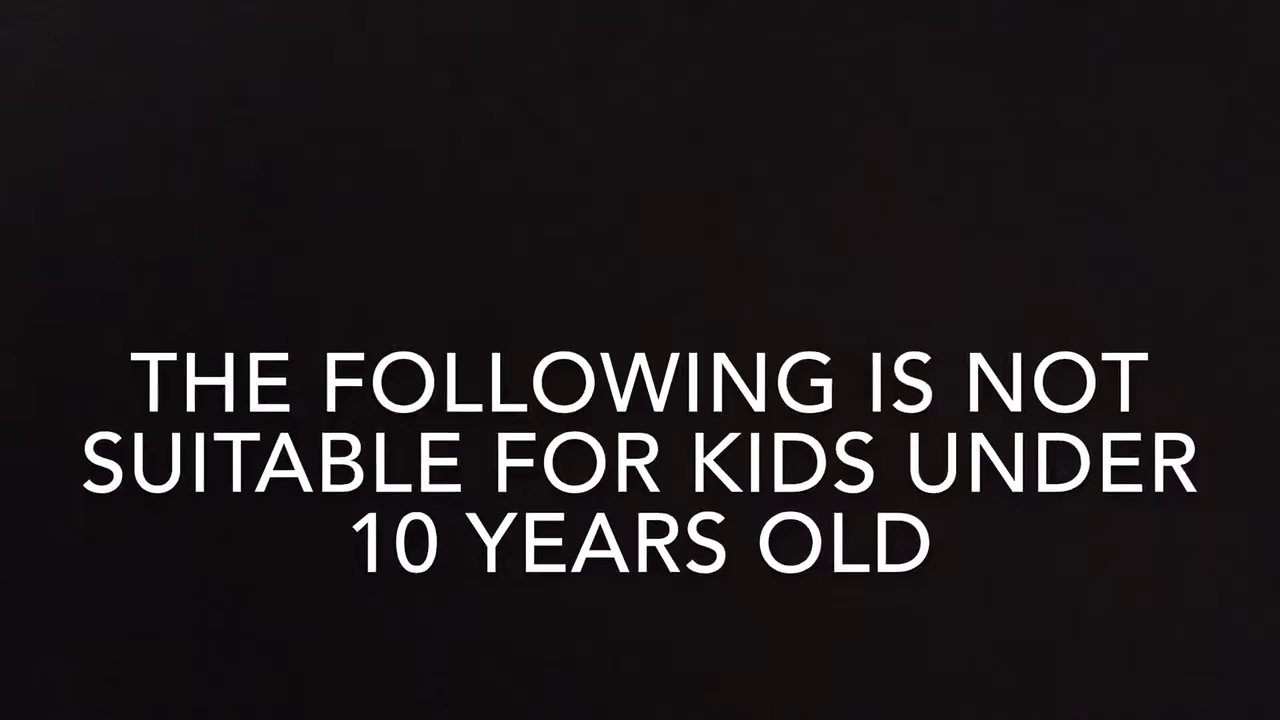 THE FOLLOWING IS NOT
SUITABLE FOR KIDS UNDER
10 YEARS OLD